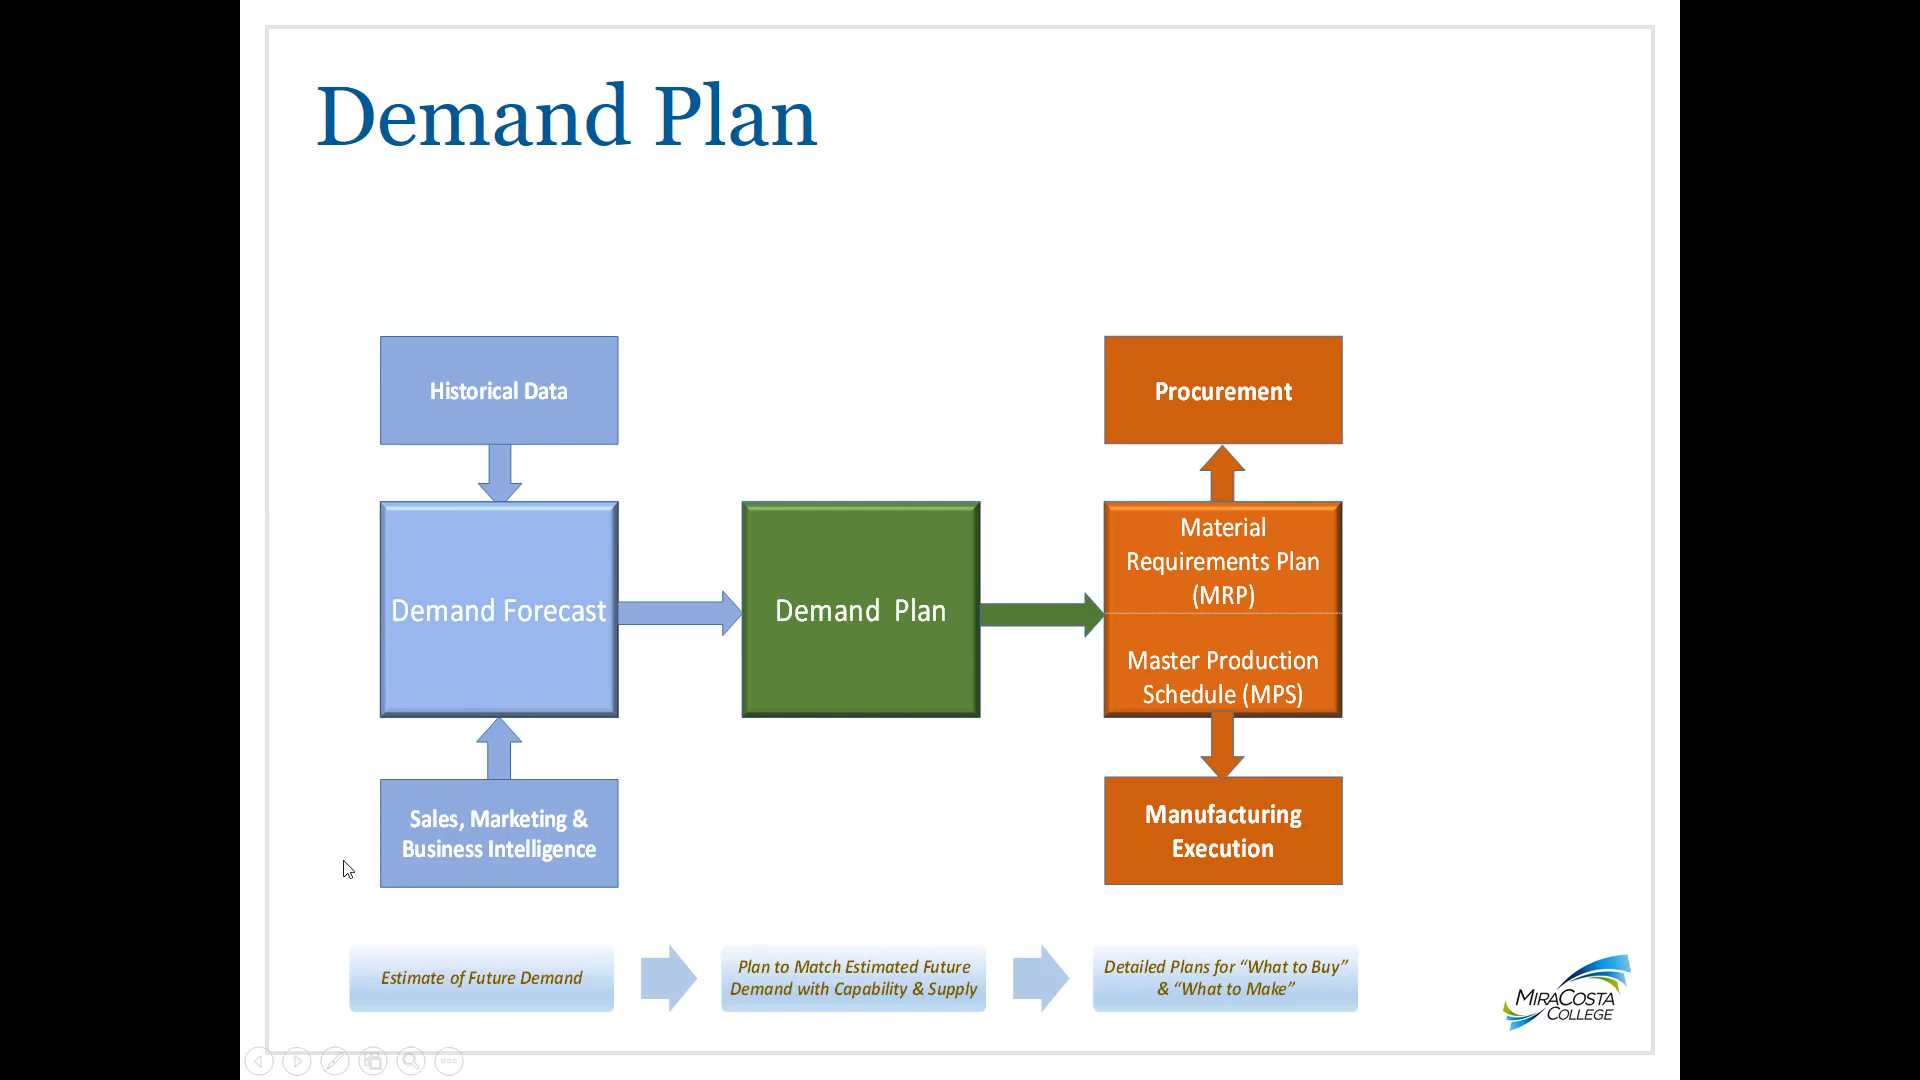 Demand Plan
Historical Data
Procurement
Demand Forecast
Demand Plan
Material
Requirements Plan
(MRP)
Master Production
Schedule (MPS)
Sales, Marketing &
Business Intelligence
Manufacturing
Execution
Estimate of Future Demand
Plan to Match Estimated Future
Demand with Capability & Supply
Detailed Plans for “What to Buy”
& “What to Make”
MIRACOSTA
COLLEGE